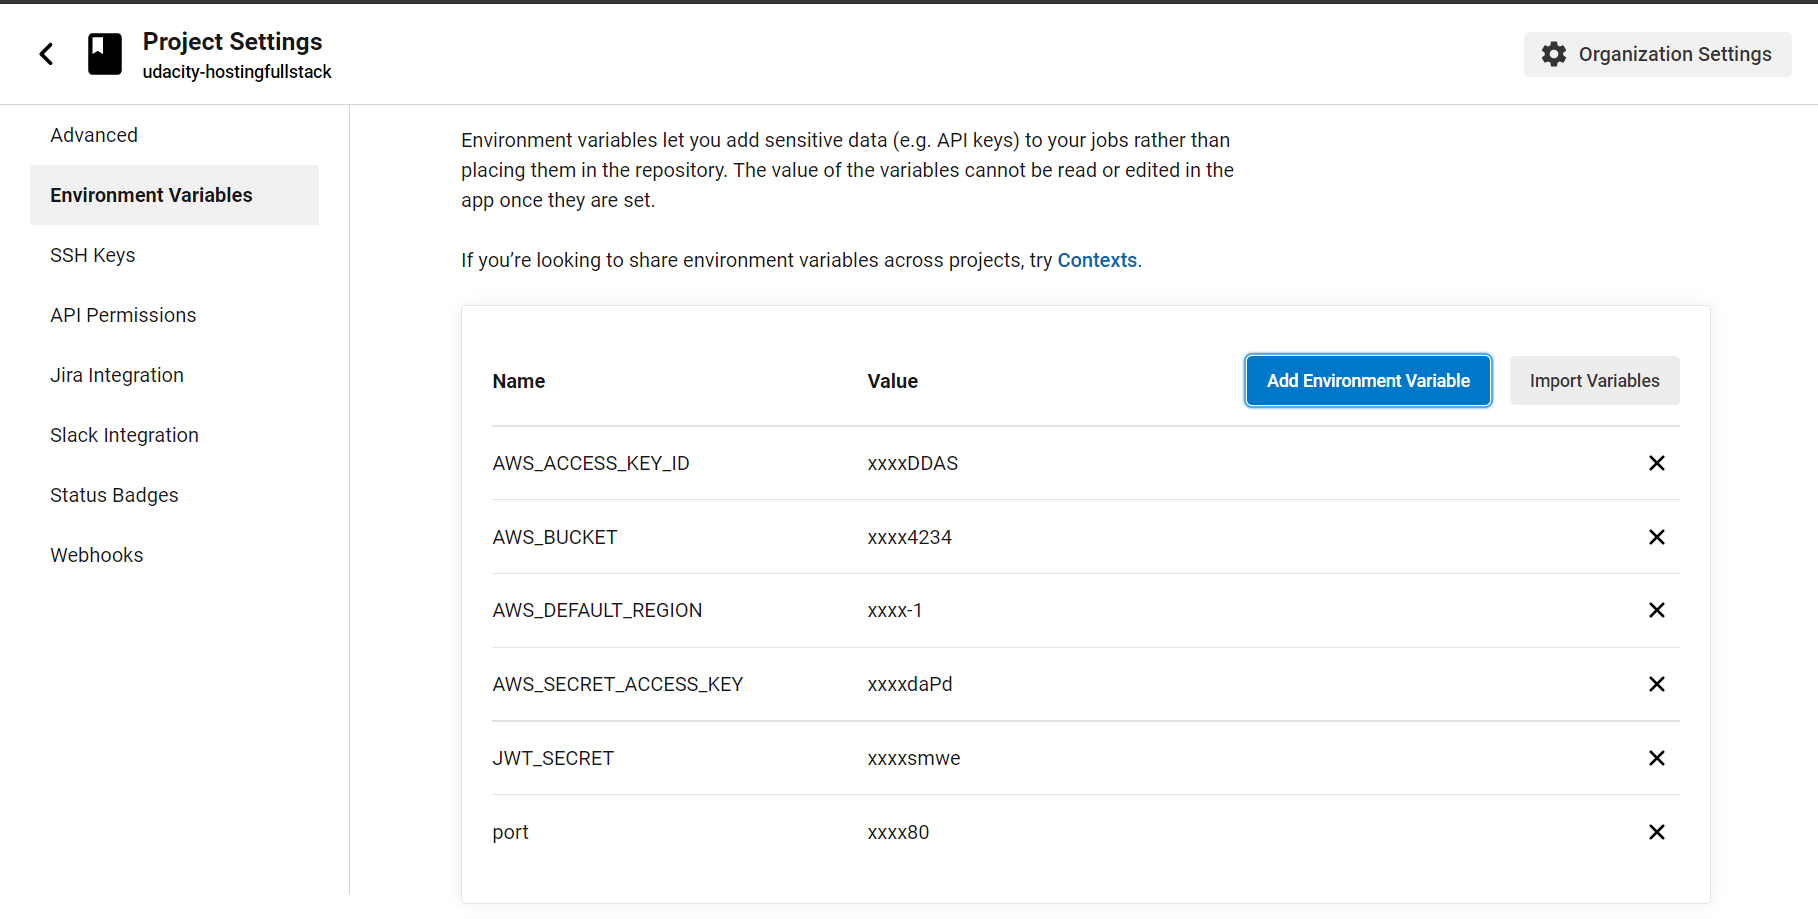 Project Settings
udacity-hostingfullstack
Organization Settings
Advanced
Environment Variables
SSH Keys
API Permissions
Jira Integration
Slack Integration
Status Badges
Webhooks
Environment variables let you add sensitive data (e.g. API keys) to your jobs rather than
placing them in the repository. The value of the variables cannot be read or edited in the
app once they are set.
If you’re looking to share environment variables across projects, try Contexts.
Name Value Add Environment Variable Import Variables
AWS_ACCESS_KEY_ID xxxxDDAS
AWS_BUCKET xxxx4234
AWS_DEFAULT_REGION xxxx-1
AWS_SECRET_ACCESS_KEY xxxxdaPd
JWT_SECRET xxxxsmwe
port xxxx80